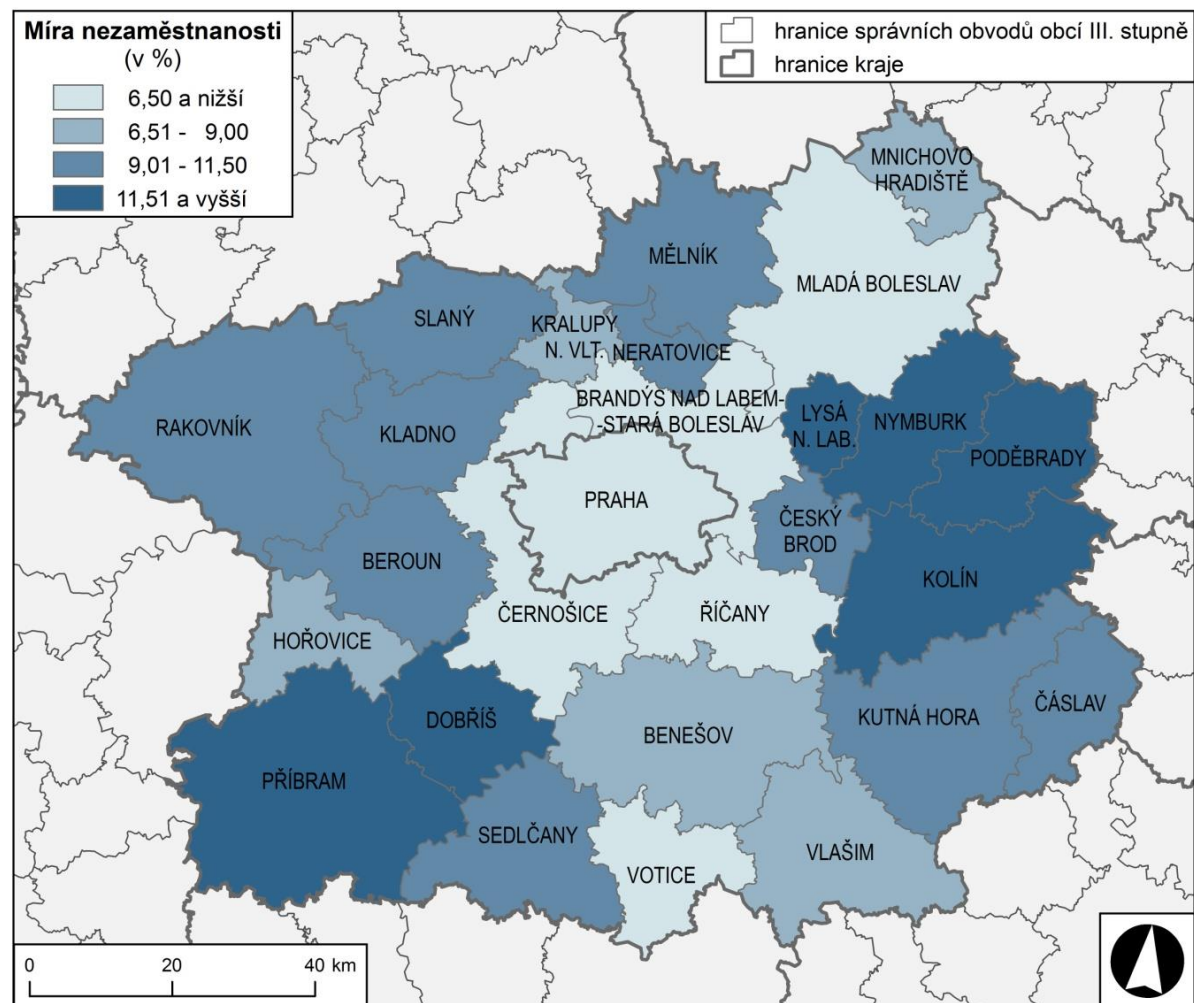 Míra nezaměstnanosti
(v %)
6,50 a nižší
6,51 - 9,00
9,01 - 11,50
11,51 a vyšší
hranice správních obvodů obcí III. stupně
hranice kraje
MNICHOVO
HRADIŠTĚ
MĚLNÍK
MLADÁ BOLESLAV
SLANÝ
KRALUPY
N. VLT.
NERATOVICE
BRANDÝS NAD LABEM-
-STARÁ BOLESLAV
RAKOVNÍK
KLADNO
LYSÁ
N. LAB.
NYMBURK
PODĚBRADY
PRAHA
ČESKÝ
BROD
BEROUN
KOLÍN
ČERNOŠICE
ŘÍČANY
HOŘOVICE
DOBŘÍŠ
BENEŠOV
KUTNÁ HORA
ČÁSLAV
PŘÍBRAM
SEDLČANY
VOTICE
VLAŠIM
0 20 40 km